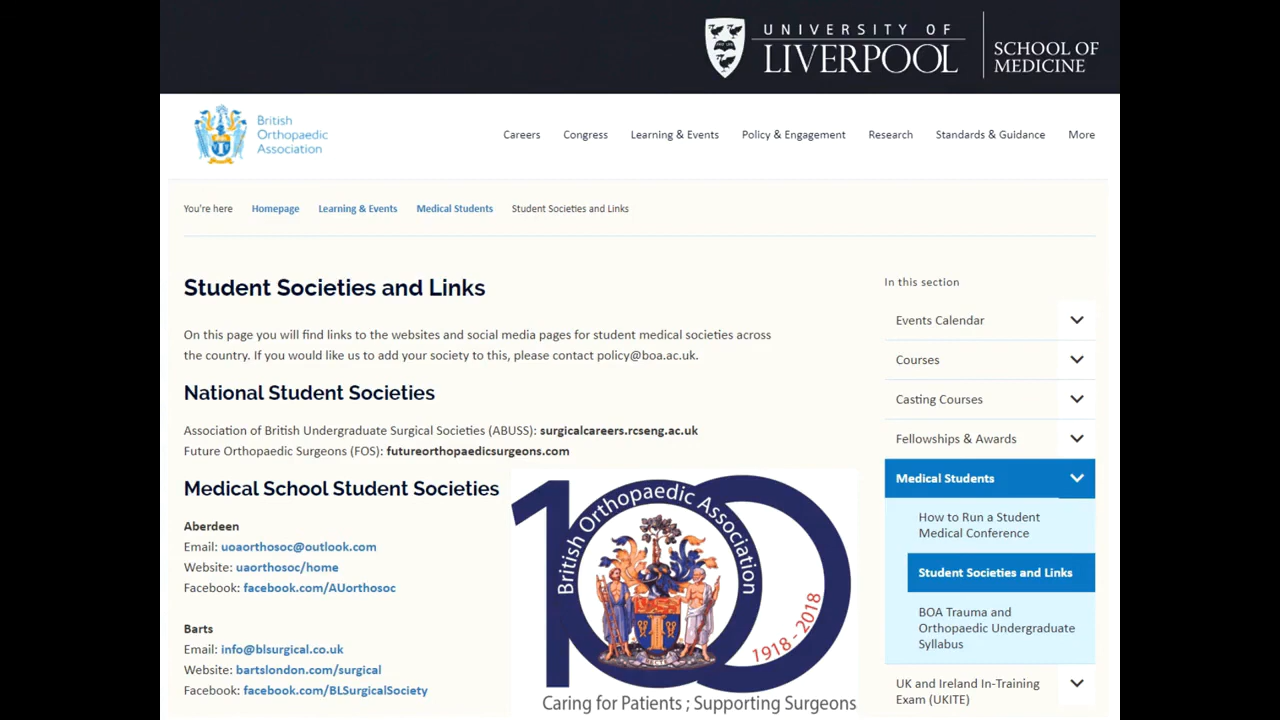 UNIVERSITY OF
LIVERPOOL
SCHOOL OF
MEDICINE
British
Orthopaedic
Association
Careers Congress Learning & Events Policy & Engagement Research Standards & Guidance More
You're here Homepage Learning & Events Medical Students Student Societies and Links
Student Societies and Links
On this page you will find links to the websites and social media pages for student medical societies across
the country. If you would like us to add your society to this, please contact policy@boa.ac.uk.
National Student Societies
Association of British Undergraduate Surgical Societies (ABUSS): surgicalcareers.rcseng.ac.uk
Future Orthopaedic Surgeons (FOS): futureorthopaedicsurgeons.com
Medical School Student Societies
Aberdeen
Email: uoaorthosoc@outlook.com
Website: uaorthosoc/home
Facebook: facebook.com/AUorthosoc
Barts
Email: info@blsurgical.co.uk
Website: bartslondon.com/surgical
Facebook: facebook.com/BLSurgicalSociety
100
British Orthopaedic Association
1918 - 2018
Caring for Patients ; Supporting Surgeons
In this section
Events Calendar
Courses
Casting Courses
Fellowships & Awards
Medical Students
How to Run a Student
Medical Conference
Student Societies and Links
BOA Trauma and
Orthopaedic Undergraduate
Syllabus
UK and Ireland In-Training
Exam (UKITE)